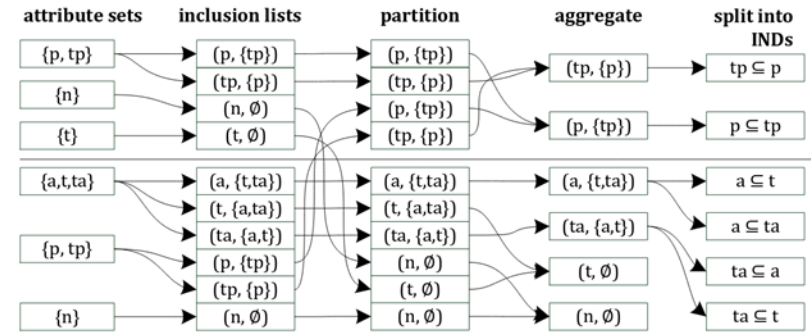 attribute sets inclusion lists partition aggregate split into
INDs
{p, tp} (p, {tp}) (p, {tp})
(tp, {p}) tp ⊆ p
(tp, {p}) (tp, {p})
{n} (n, Ø) (p, {tp})
(p, {tp}) p ⊆ tp
{t} (t, Ø) (tp, {p})
{a,t,ta} (a, {t,ta}) (a, {t,ta}) (a, {t,ta}) a ⊆ t
(t, {a,ta}) (t, {a,ta})
(ta, {a,t}) a ⊆ ta
(ta, {a,t}) (ta, {a,t})
{p, tp} (p, {tp}) (n, Ø)
(t, Ø) ta ⊆ a
(tp, {p}) (t, Ø)
{n} (n, Ø) (n, Ø) (n, Ø) ta ⊆ t